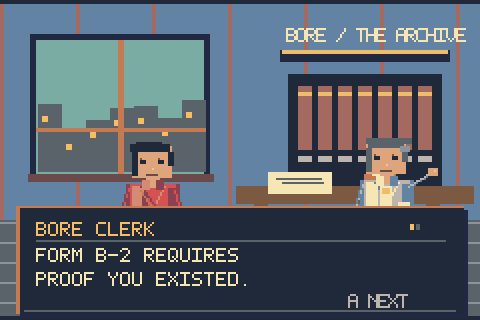 BORE / THE ARCHIVE
BORE CLERK
FORM B-2 REQUIRES
PROOF YOU EXISTED.
A NEXT